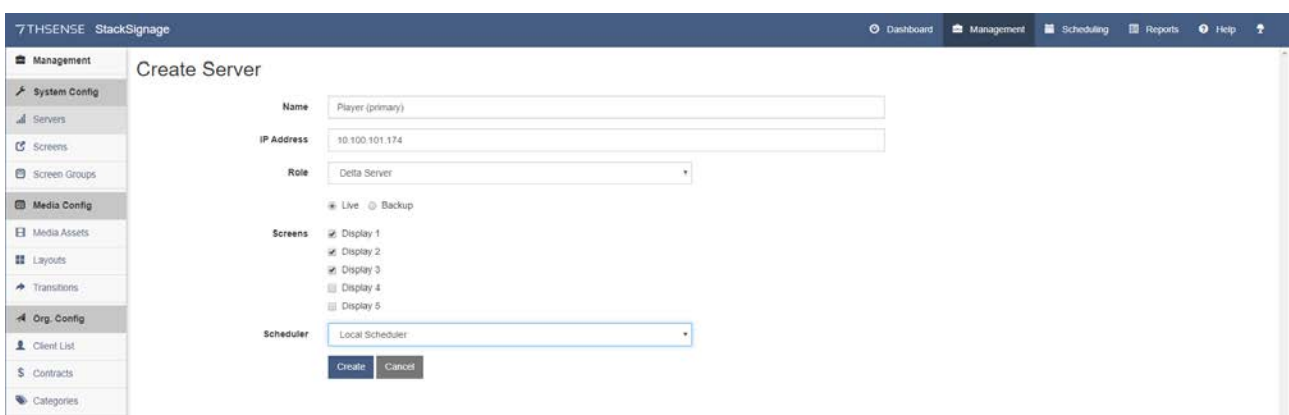 7THSENSE StackSignage
Dashboard Management Scheduling Reports Help
Management
System Config
Servers
Screens
Screen Groups
Media Config
Media Assets
Layouts
Transitions
Org. Config
Client List
$ Contracts
Categories
Create Server
Name Player (primary)
IP Address 10.100.101.174
Role Delta Server
Live Backup
Screens Display 1
Display 2
Display 3
Display 4
Display 5
Scheduler Local Scheduler
Create Cancel